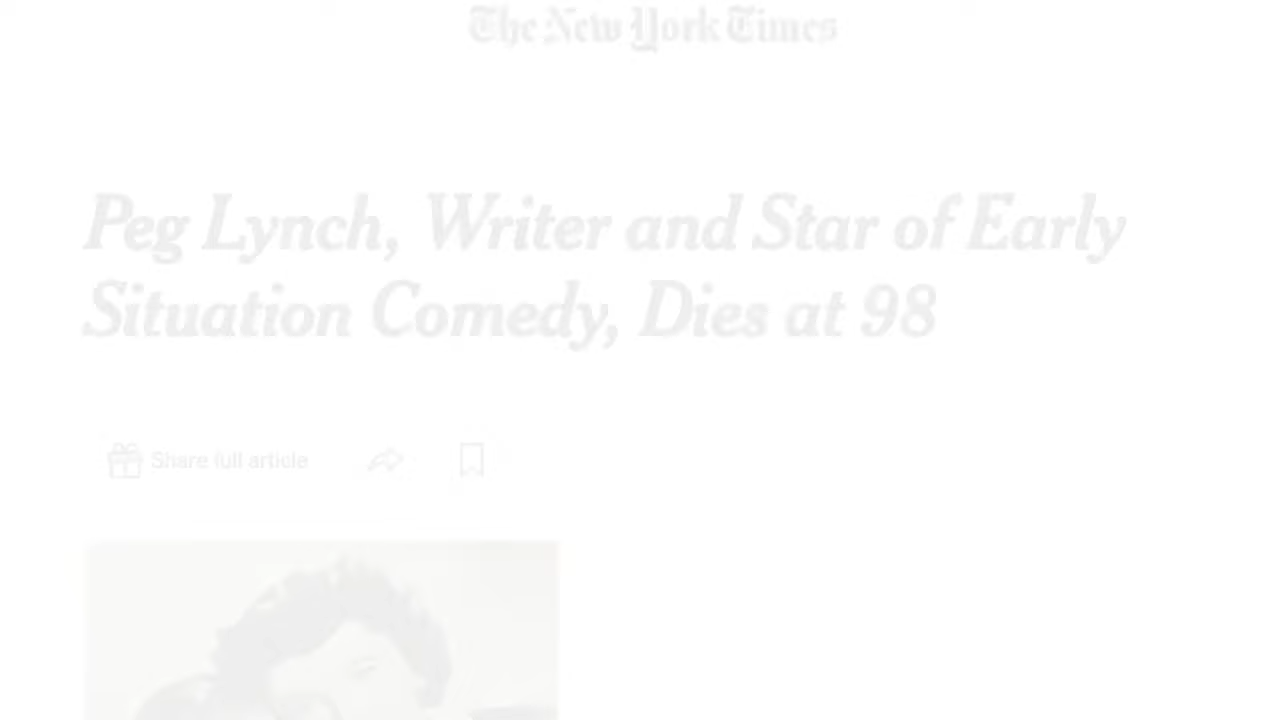 The New York Times
Peg Lynch, Writer and Star of Early
Situation Comedy, Dies at 98
Share full article